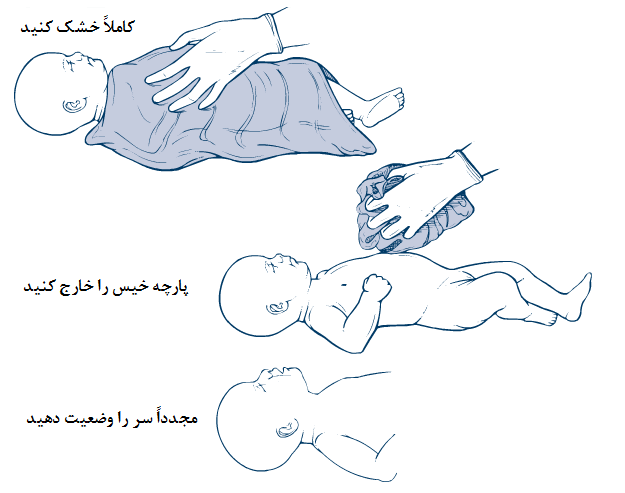 کاملاً خشک کنید
پارچه خیس را خارج کنید
مجدداً سر را وضعیت دهید